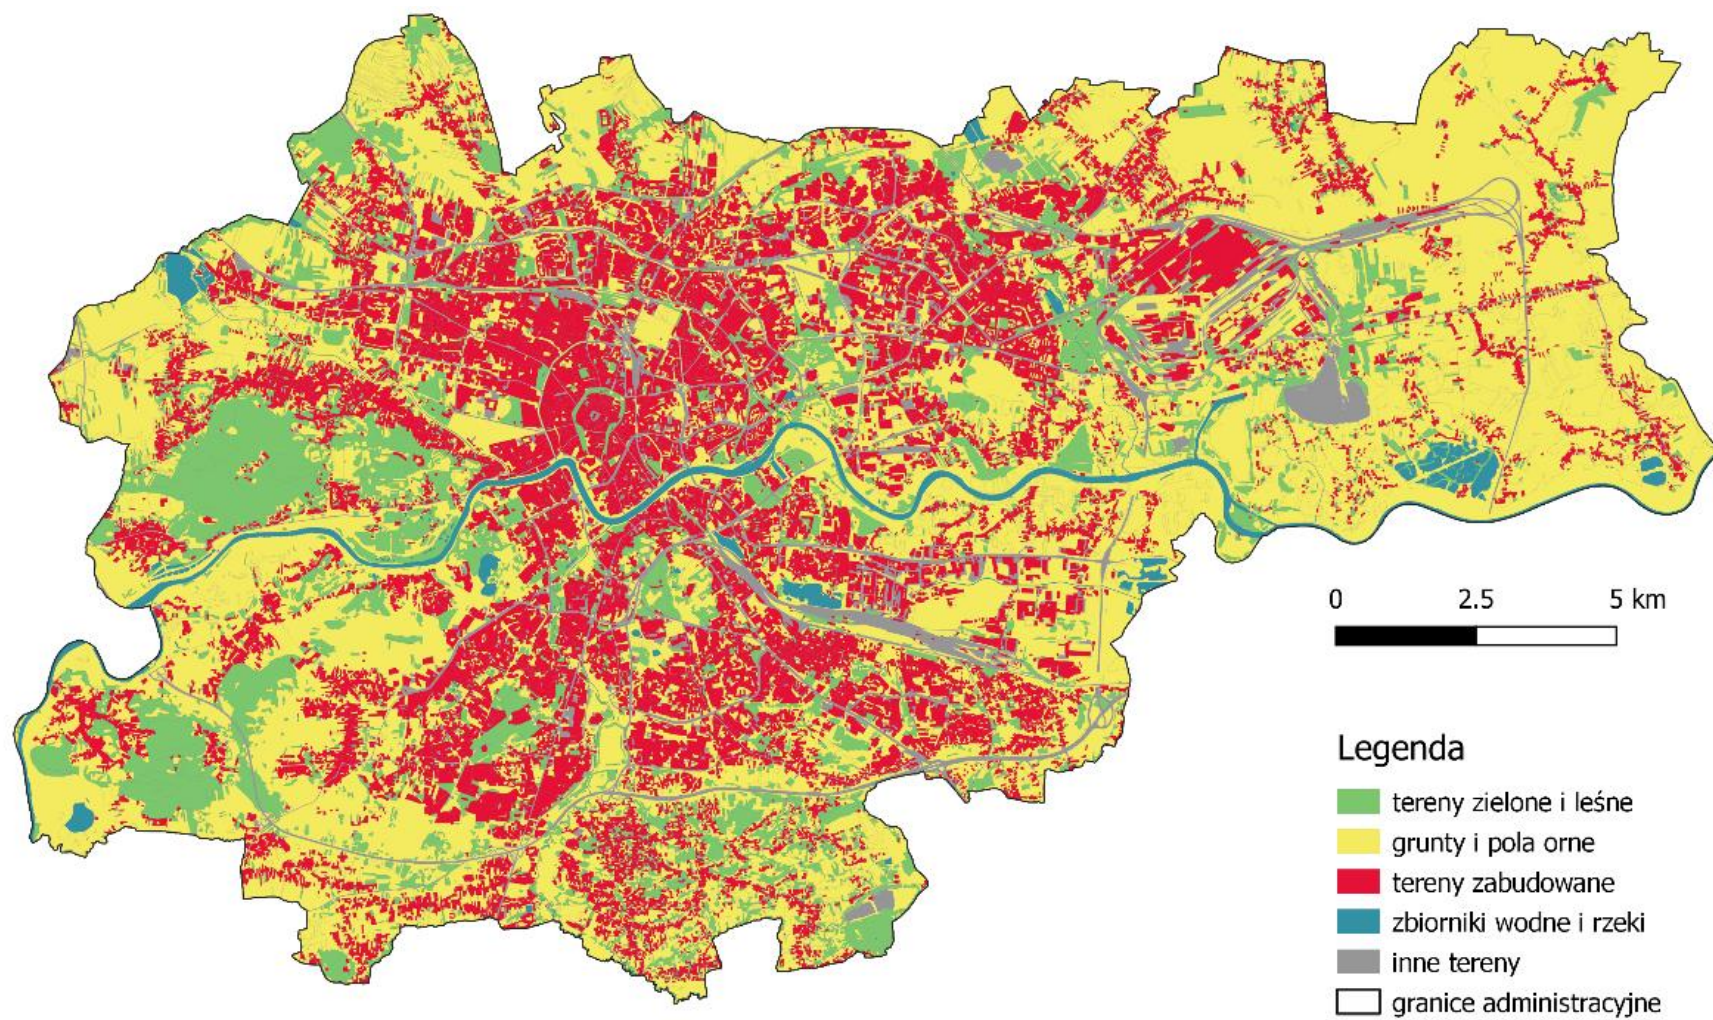 0 2.5 5 km
Legenda
tereny zielone i leśne
grunty i pola orne
tereny zabudowane
zbiorniki wodne i rzeki
inne tereny
granice administracyjne